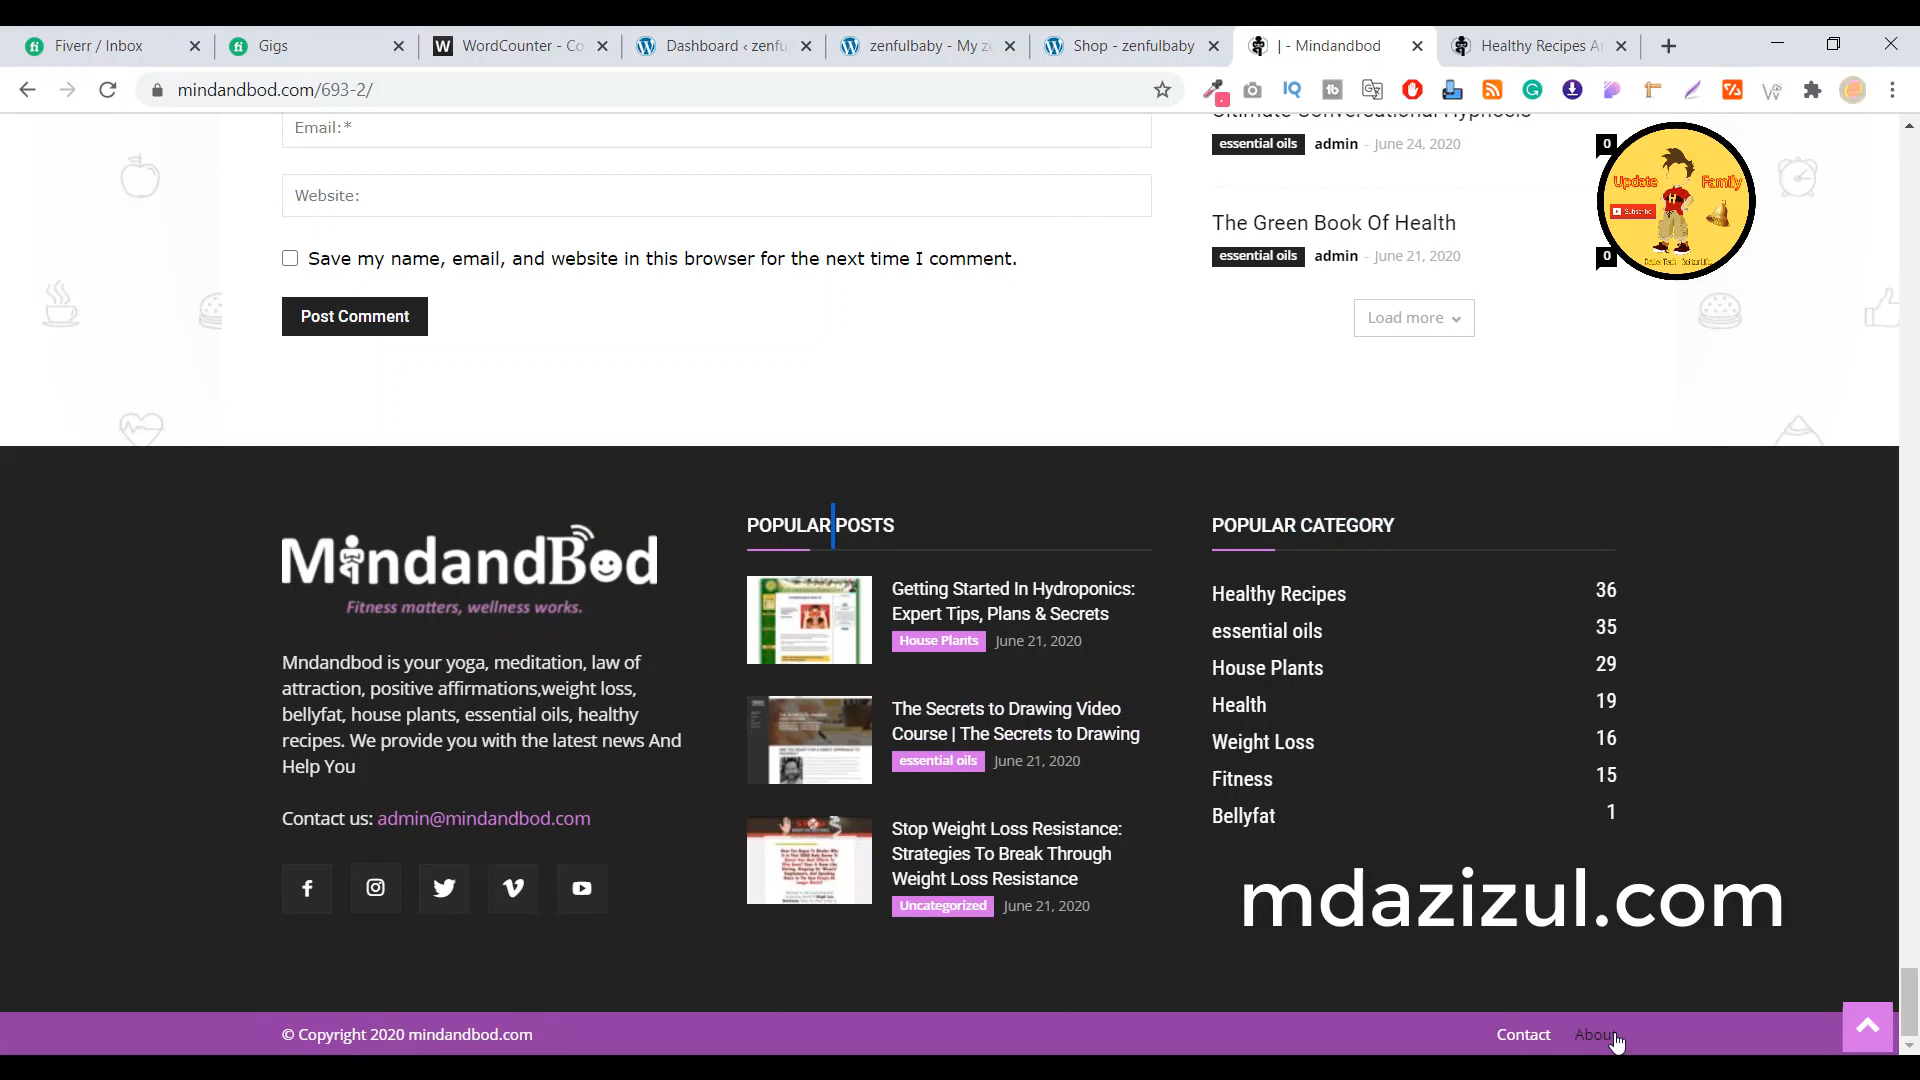 Fiverr / Inbox
Gigs
WordCounter - Co
Dashboard ‹ zenfu
zenfulbaby - My z
Shop - zenfulbaby
| - Mindandbod
Healthy Recipes A
mindandbod.com/693-2/
Email:*
Website:
Save my name, email, and website in this browser for the next time I comment.
Post Comment
Ultimate Conversational Hypnosis
essential oils admin - June 24, 2020 0
The Green Book Of Health
essential oils admin - June 21, 2020 0
Load more
Update Family
Subscribe
MindandBod
Fitness matters, wellness works.
Mndandbod is your yoga, meditation, law of
attraction, positive affirmations,weight loss,
bellyfat, house plants, essential oils, healthy
recipes. We provide you with the latest news And
Help You
Contact us: admin@mindandbod.com
POPULAR POSTS
Getting Started In Hydroponics:
Expert Tips, Plans & Secrets
House Plants June 21, 2020
The Secrets to Drawing Video
Course | The Secrets to Drawing
essential oils June 21, 2020
Stop Weight Loss Resistance:
Strategies To Break Through
Weight Loss Resistance
Uncategorized June 21, 2020
POPULAR CATEGORY
Healthy Recipes 36
essential oils 35
House Plants 29
Health 19
Weight Loss 16
Fitness 15
Bellyfat 1
mdazizul.com
© Copyright 2020 mindandbod.com
Contact About